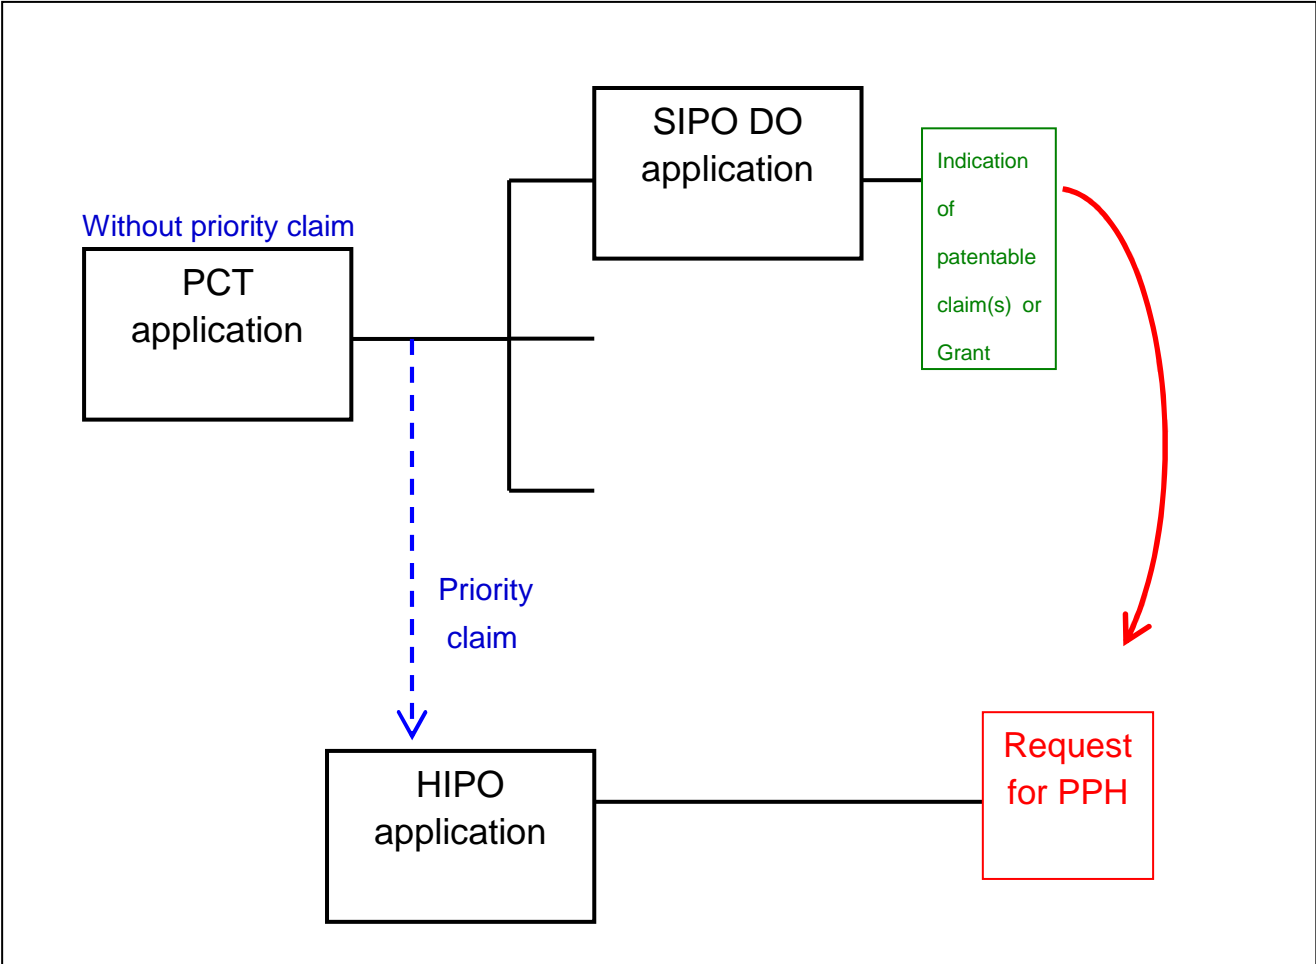 SIPO DO
application
Indication
of
patentable
claim(s) or
Grant
Without priority claim
PCT
application
Priority
claim
HIPO
application
Request
for PPH